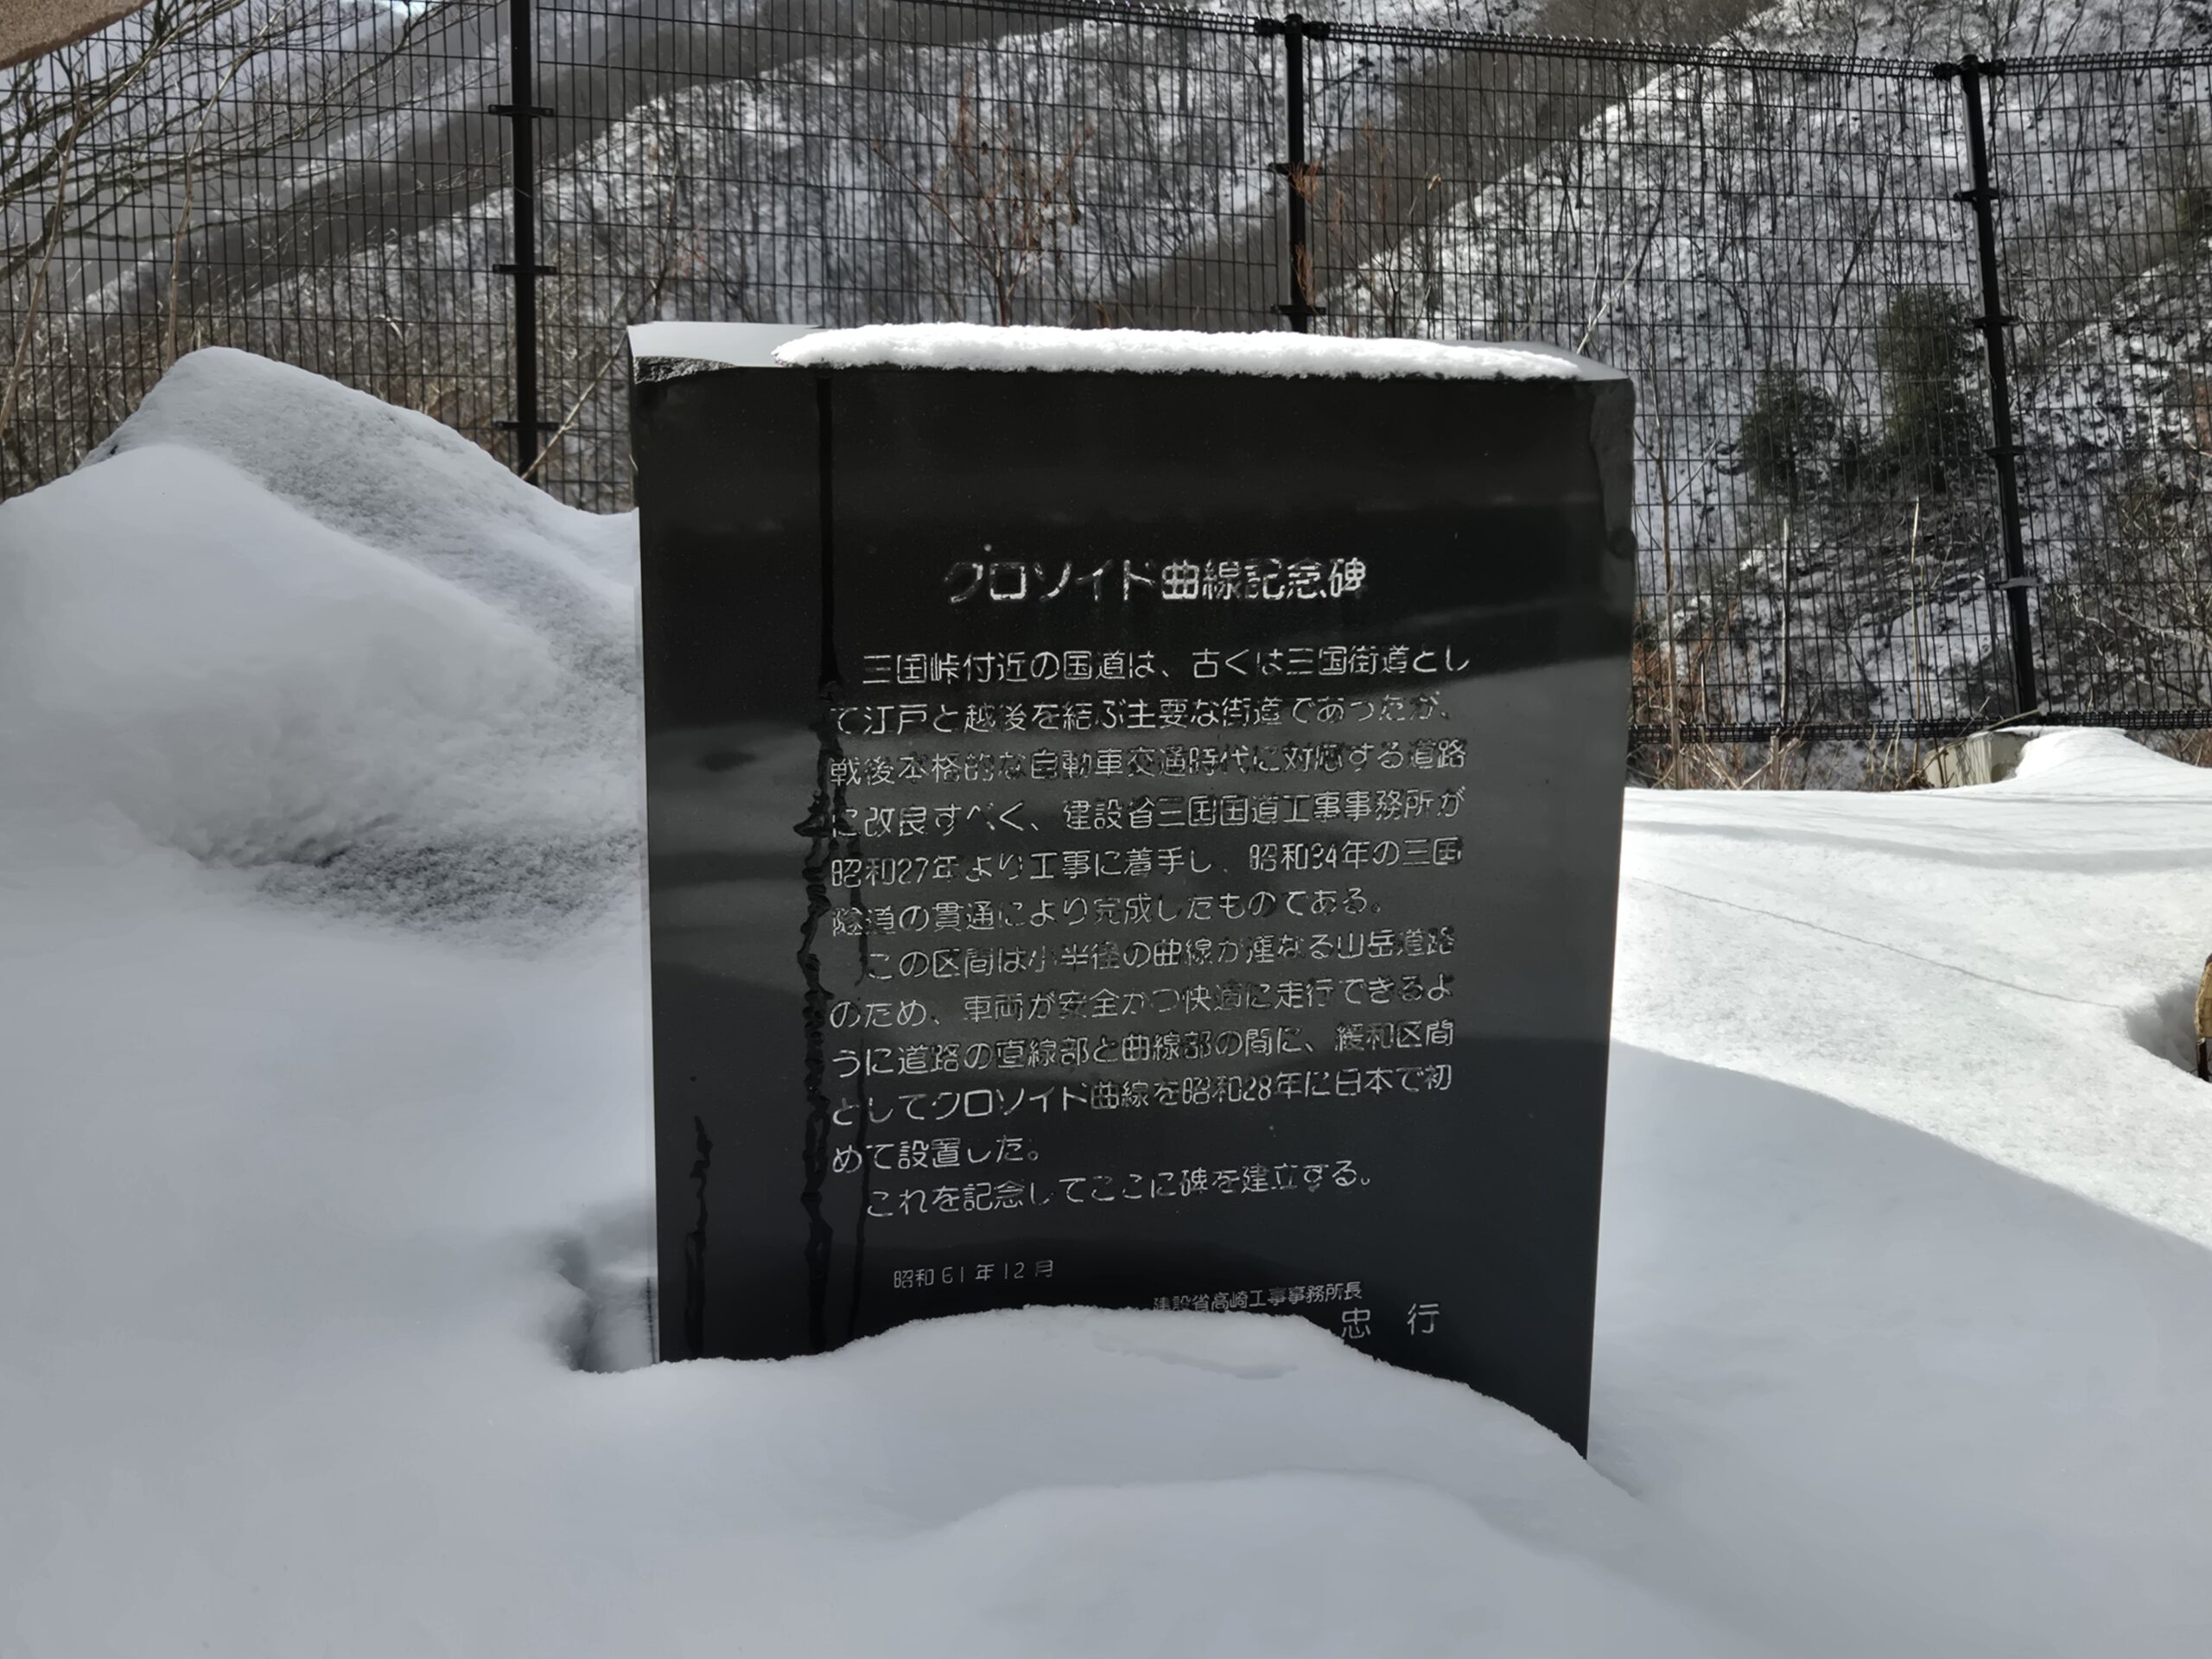 クロソイド曲線記念碑
三国峠付近の国道は、古くは三国街道とし
て江戸と越後を結ぶ主要な街道であったが、
戦後本格的な自動車交通時代に対応する道路
に改良すべく、建設省三国国道工事事務所が
昭和27年より工事に着手し、昭和34年の三国
隧道の貫通により完成したものである。
この区間は小半径の曲線が連なる山岳道路
のため、車両が安全かつ快適に走行できるよ
うに道路の直線部と曲線部の間に、緩和区間
としてクロソイド曲線を昭和28年に日本で初
めて設置した。
これを記念してここに碑を建立する。
昭和61年12月
建設省高崎工事事務所長
忠 行